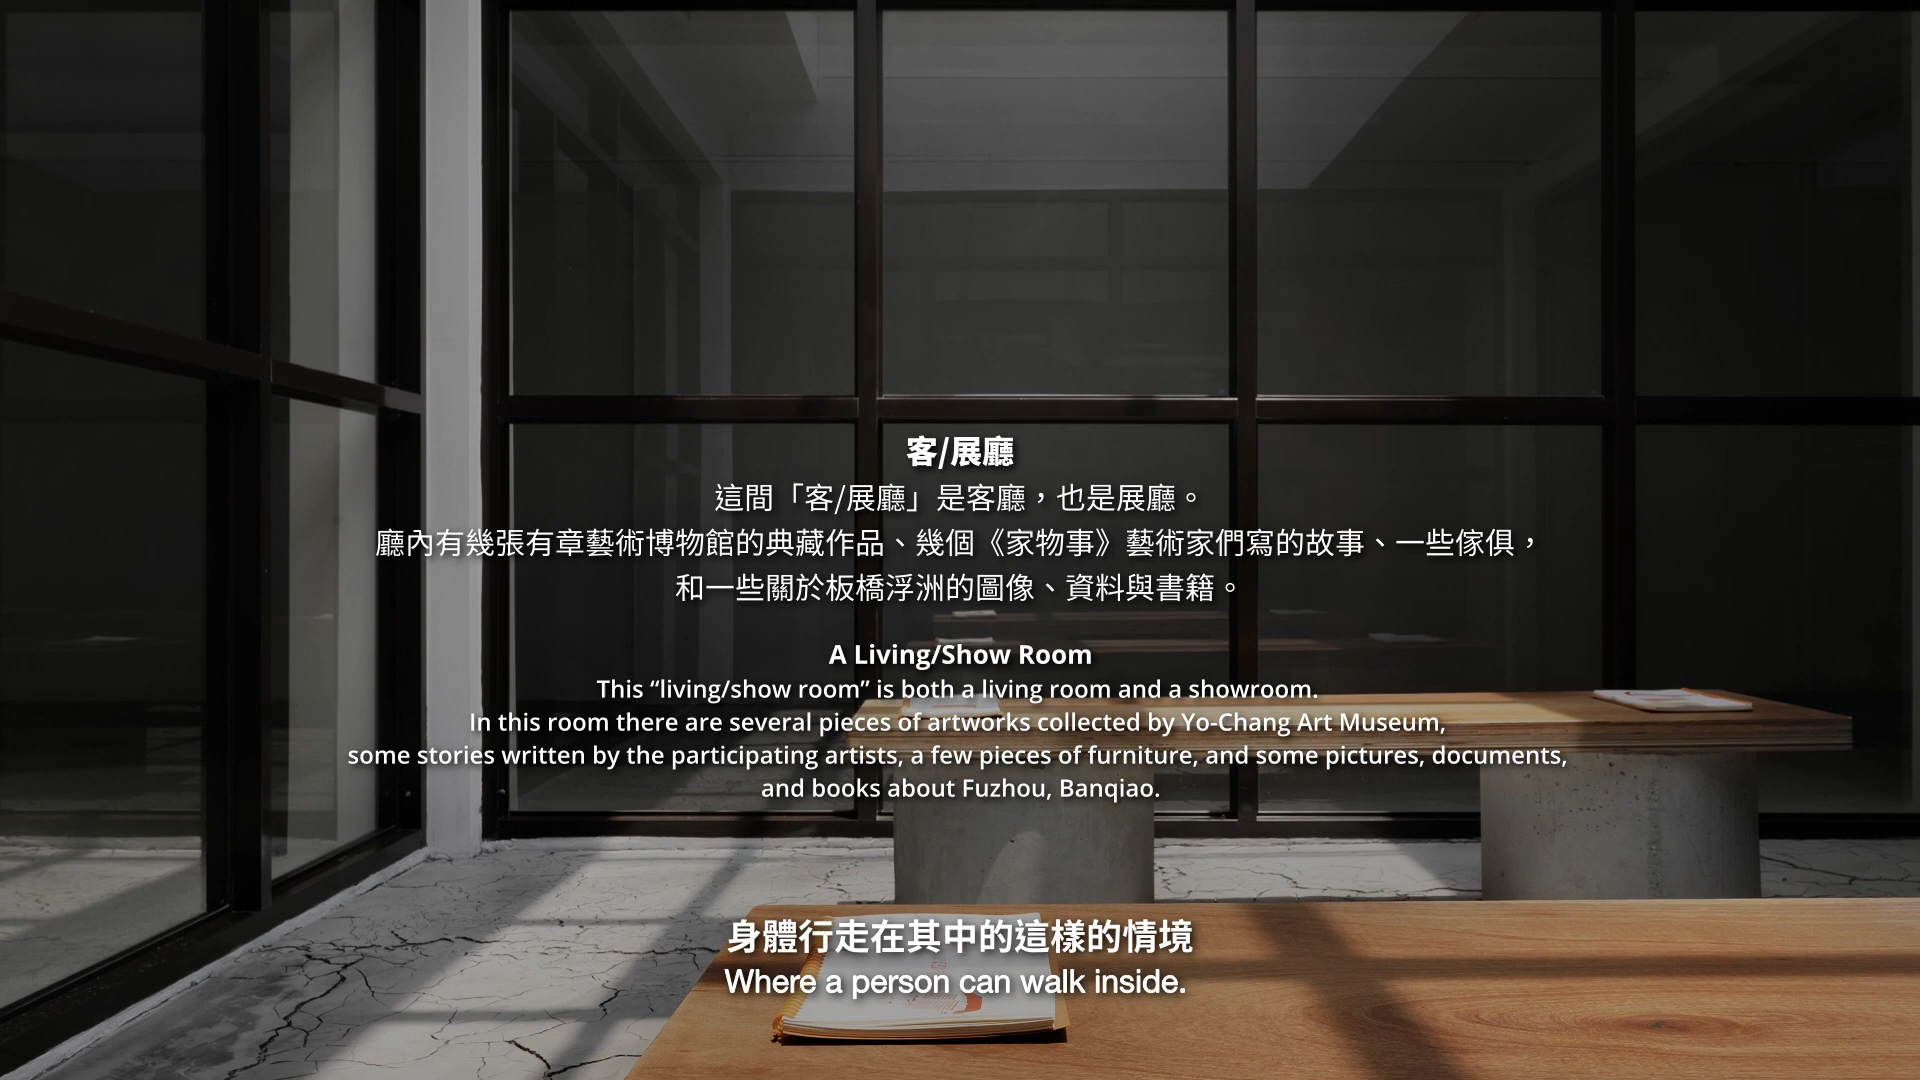 客/展廳
這間「客/展廳」是客廳，也是展廳。
廳內有幾張有章藝術博物館的典藏作品、幾個《家物事》藝術家們寫的故事、一些傢俱，
和一些關於板橋浮洲的圖像、資料與書籍。
A Living/Show Room
This “living/show room” is both a living room and a showroom.
In this room there are several pieces of artworks collected by Yo-Chang Art Museum,
some stories written by the participating artists, a few pieces of furniture, and some pictures, documents,
and books about Fuzhou, Banqiao.
身體行走在其中的這樣的情境
Where a person can walk inside.